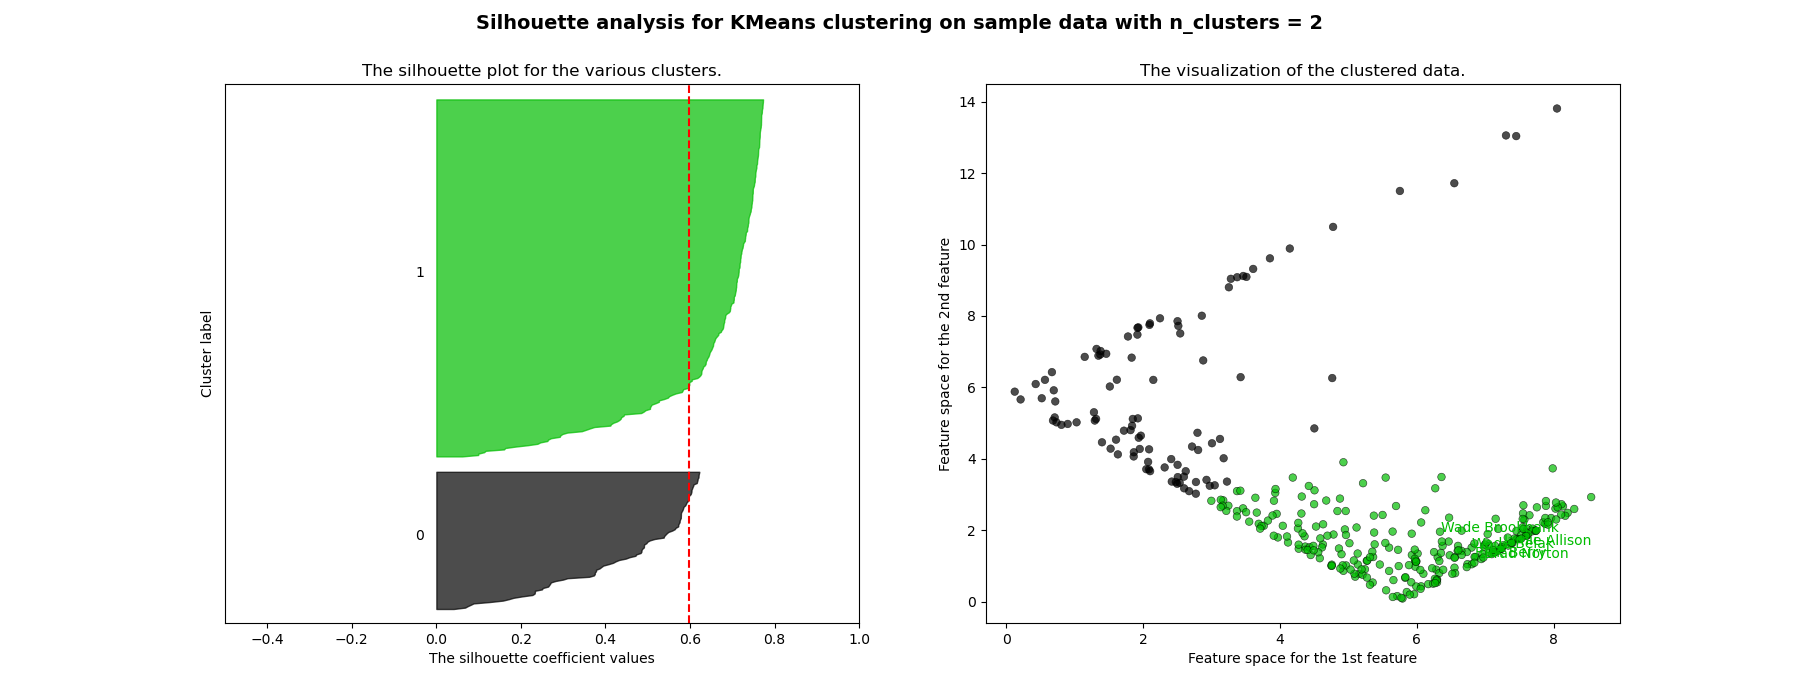 Silhouette analysis for KMeans clustering on sample data with n_clusters = 2
The silhouette plot for the various clusters.
Cluster label
1
0
−0.4 −0.2 0.0 0.2 0.4 0.6 0.8 1.0
The silhouette coefficient values
The visualization of the clustered data.
Feature space for the 2nd feature
14
12
10
8
6
4
2
0
Wade Brookbank
Allison
Belak
Norton
0 2 4 6 8
Feature space for the 1st feature